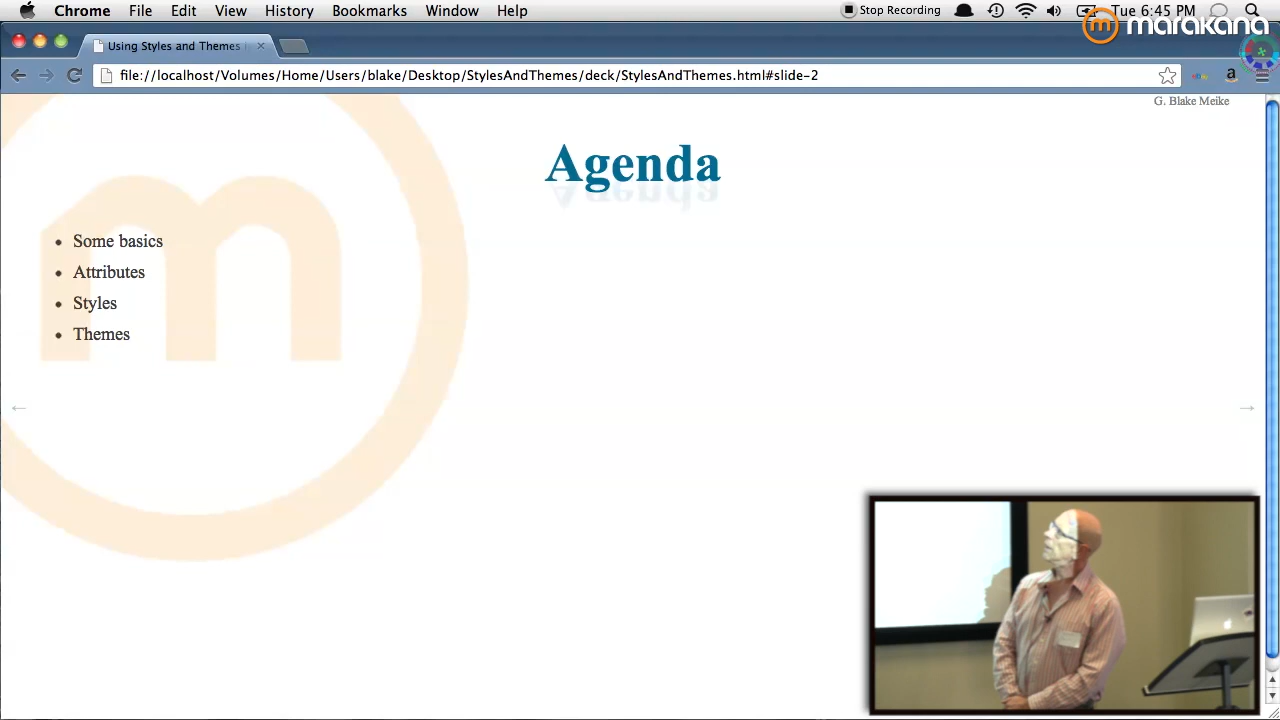 Chrome File Edit View History Bookmarks Window Help Stop Recording Tue 6:45 PM
marakana
Using Styles and Themes
file://localhost/Volumes/Home/Users/blake/Desktop/StylesAndThemes/deck/StylesAndThemes.html#slide-2
G. Blake Meike
Agenda
• Some basics
• Attributes
• Styles
• Themes
← →